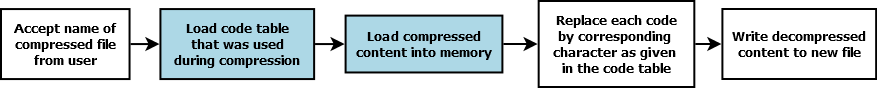 Accept name of
compressed file
from user
Load code table
that was used
during compression
Load compressed
content into memory
Replace each code
by corresponding
character as given
in the code table
Write decompressed
content to new file